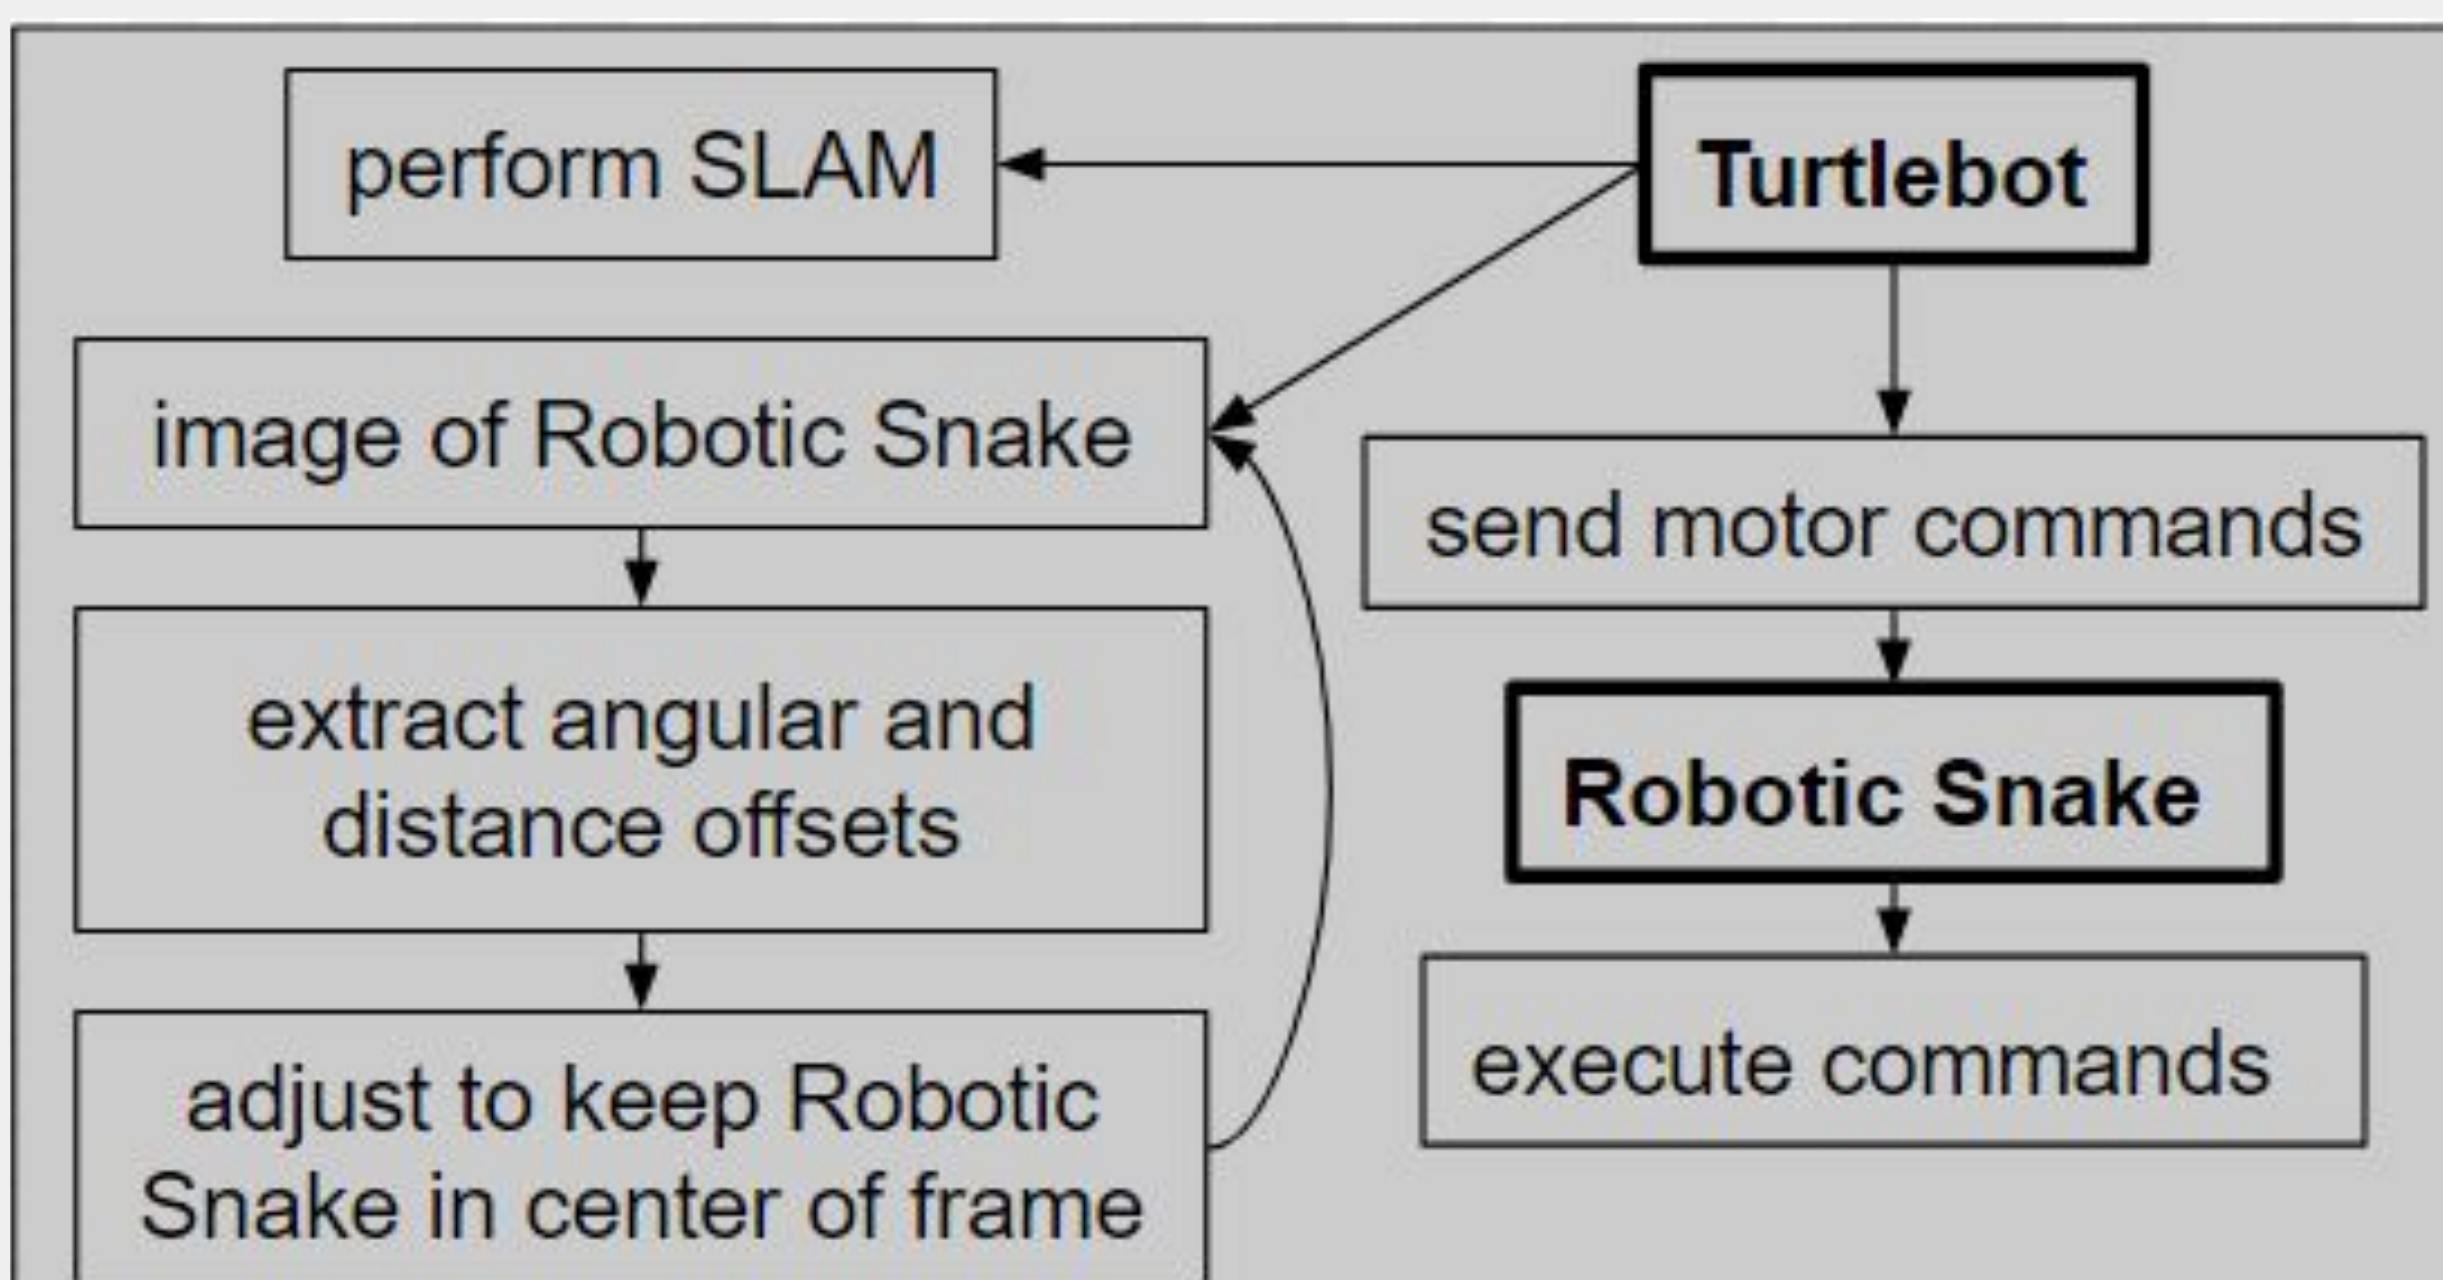 perform SLAM
Turtlebot
image of Robotic Snake
send motor commands
extract angular and
distance offsets
Robotic Snake
adjust to keep Robotic
Snake in center of frame
execute commands